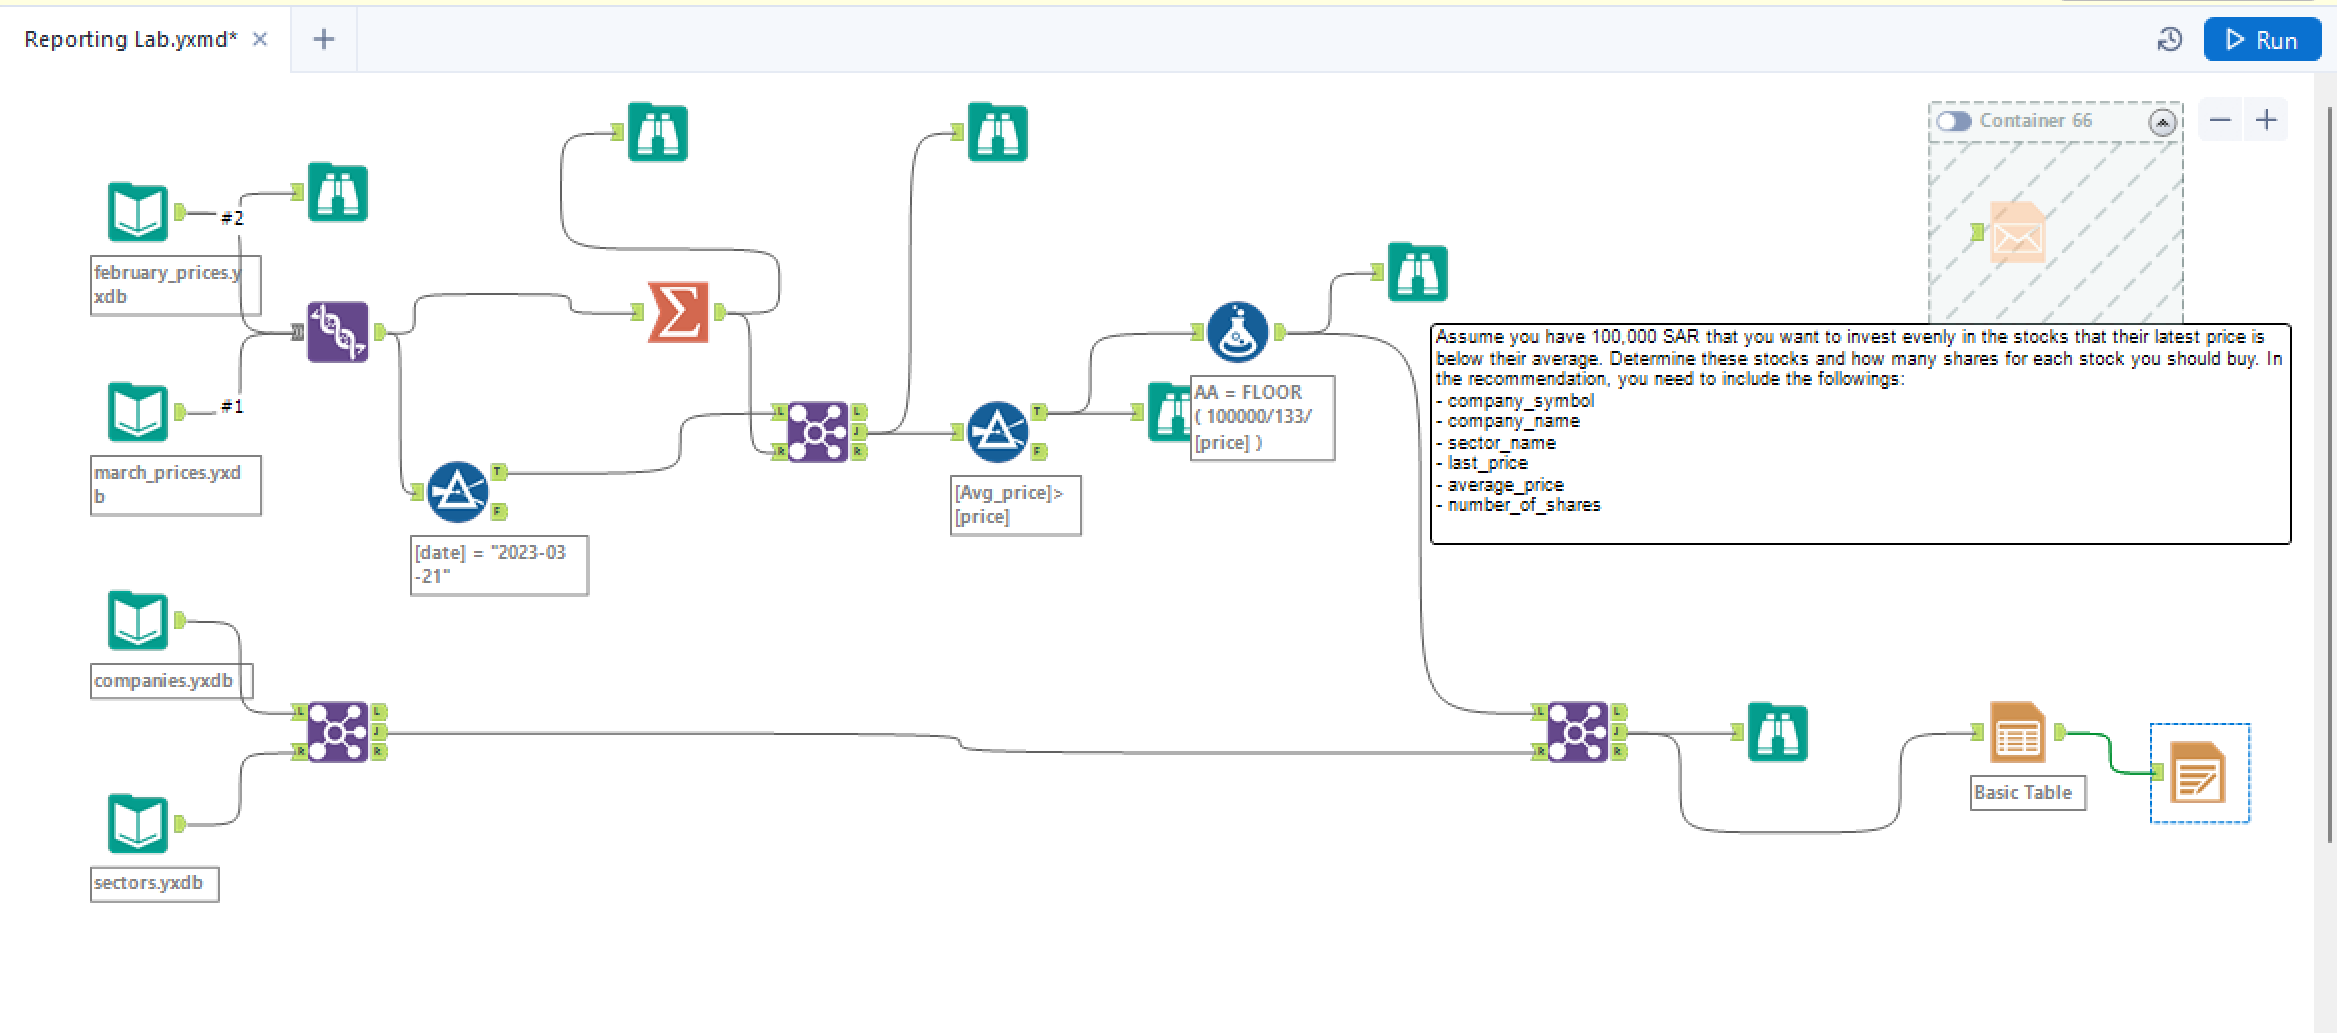 Reporting Lab.yxmd*
Run
Container 66
#2
february_prices.y
xdb
#1
march_prices.yxd
b
[date] = "2023-03
-21"
L
J
R
L
R
T
F
[Avg_price]>
[price]
T
F
AA = FLOOR
( 100000/133/
[price] )
Assume you have 100,000 SAR that you want to invest evenly in the stocks that their latest price is
below their average. Determine these stocks and how many shares for each stock you should buy. In
the recommendation, you need to include the followings:
- company_symbol
- company_name
- sector_name
- last_price
- average_price
- number_of_shares
companies.yxdb
L
R
L
J
R
sectors.yxdb
L
R
L
J
R
Basic Table